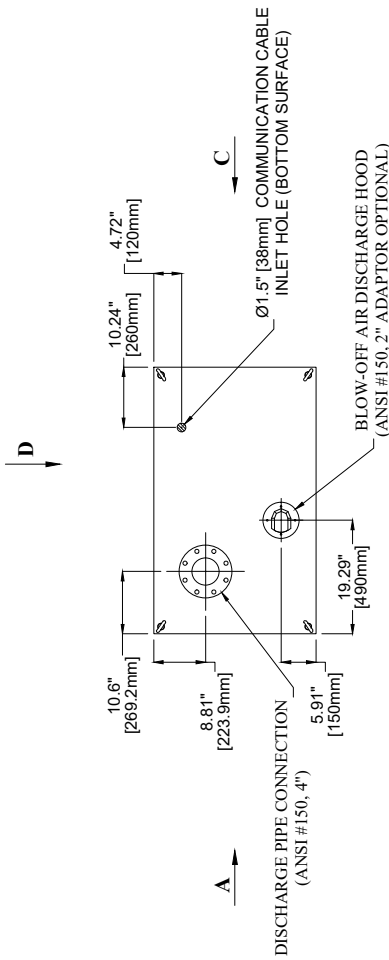 D
4.72"
[120mm]
10.24"
[260mm]
C
Ø1.5" [38mm] COMMUNICATION CABLE
INLET HOLE (BOTTOM SURFACE)
10.6"
[269.2mm]
8.81"
[223.9mm]
5.91"
[150mm]
19.29"
[490mm]
A
DISCHARGE PIPE CONNECTION
(ANSI #150, 4")
BLOW-OFF AIR DISCHARGE HOOD
(ANSI #150, 2" ADAPTOR OPTIONAL)